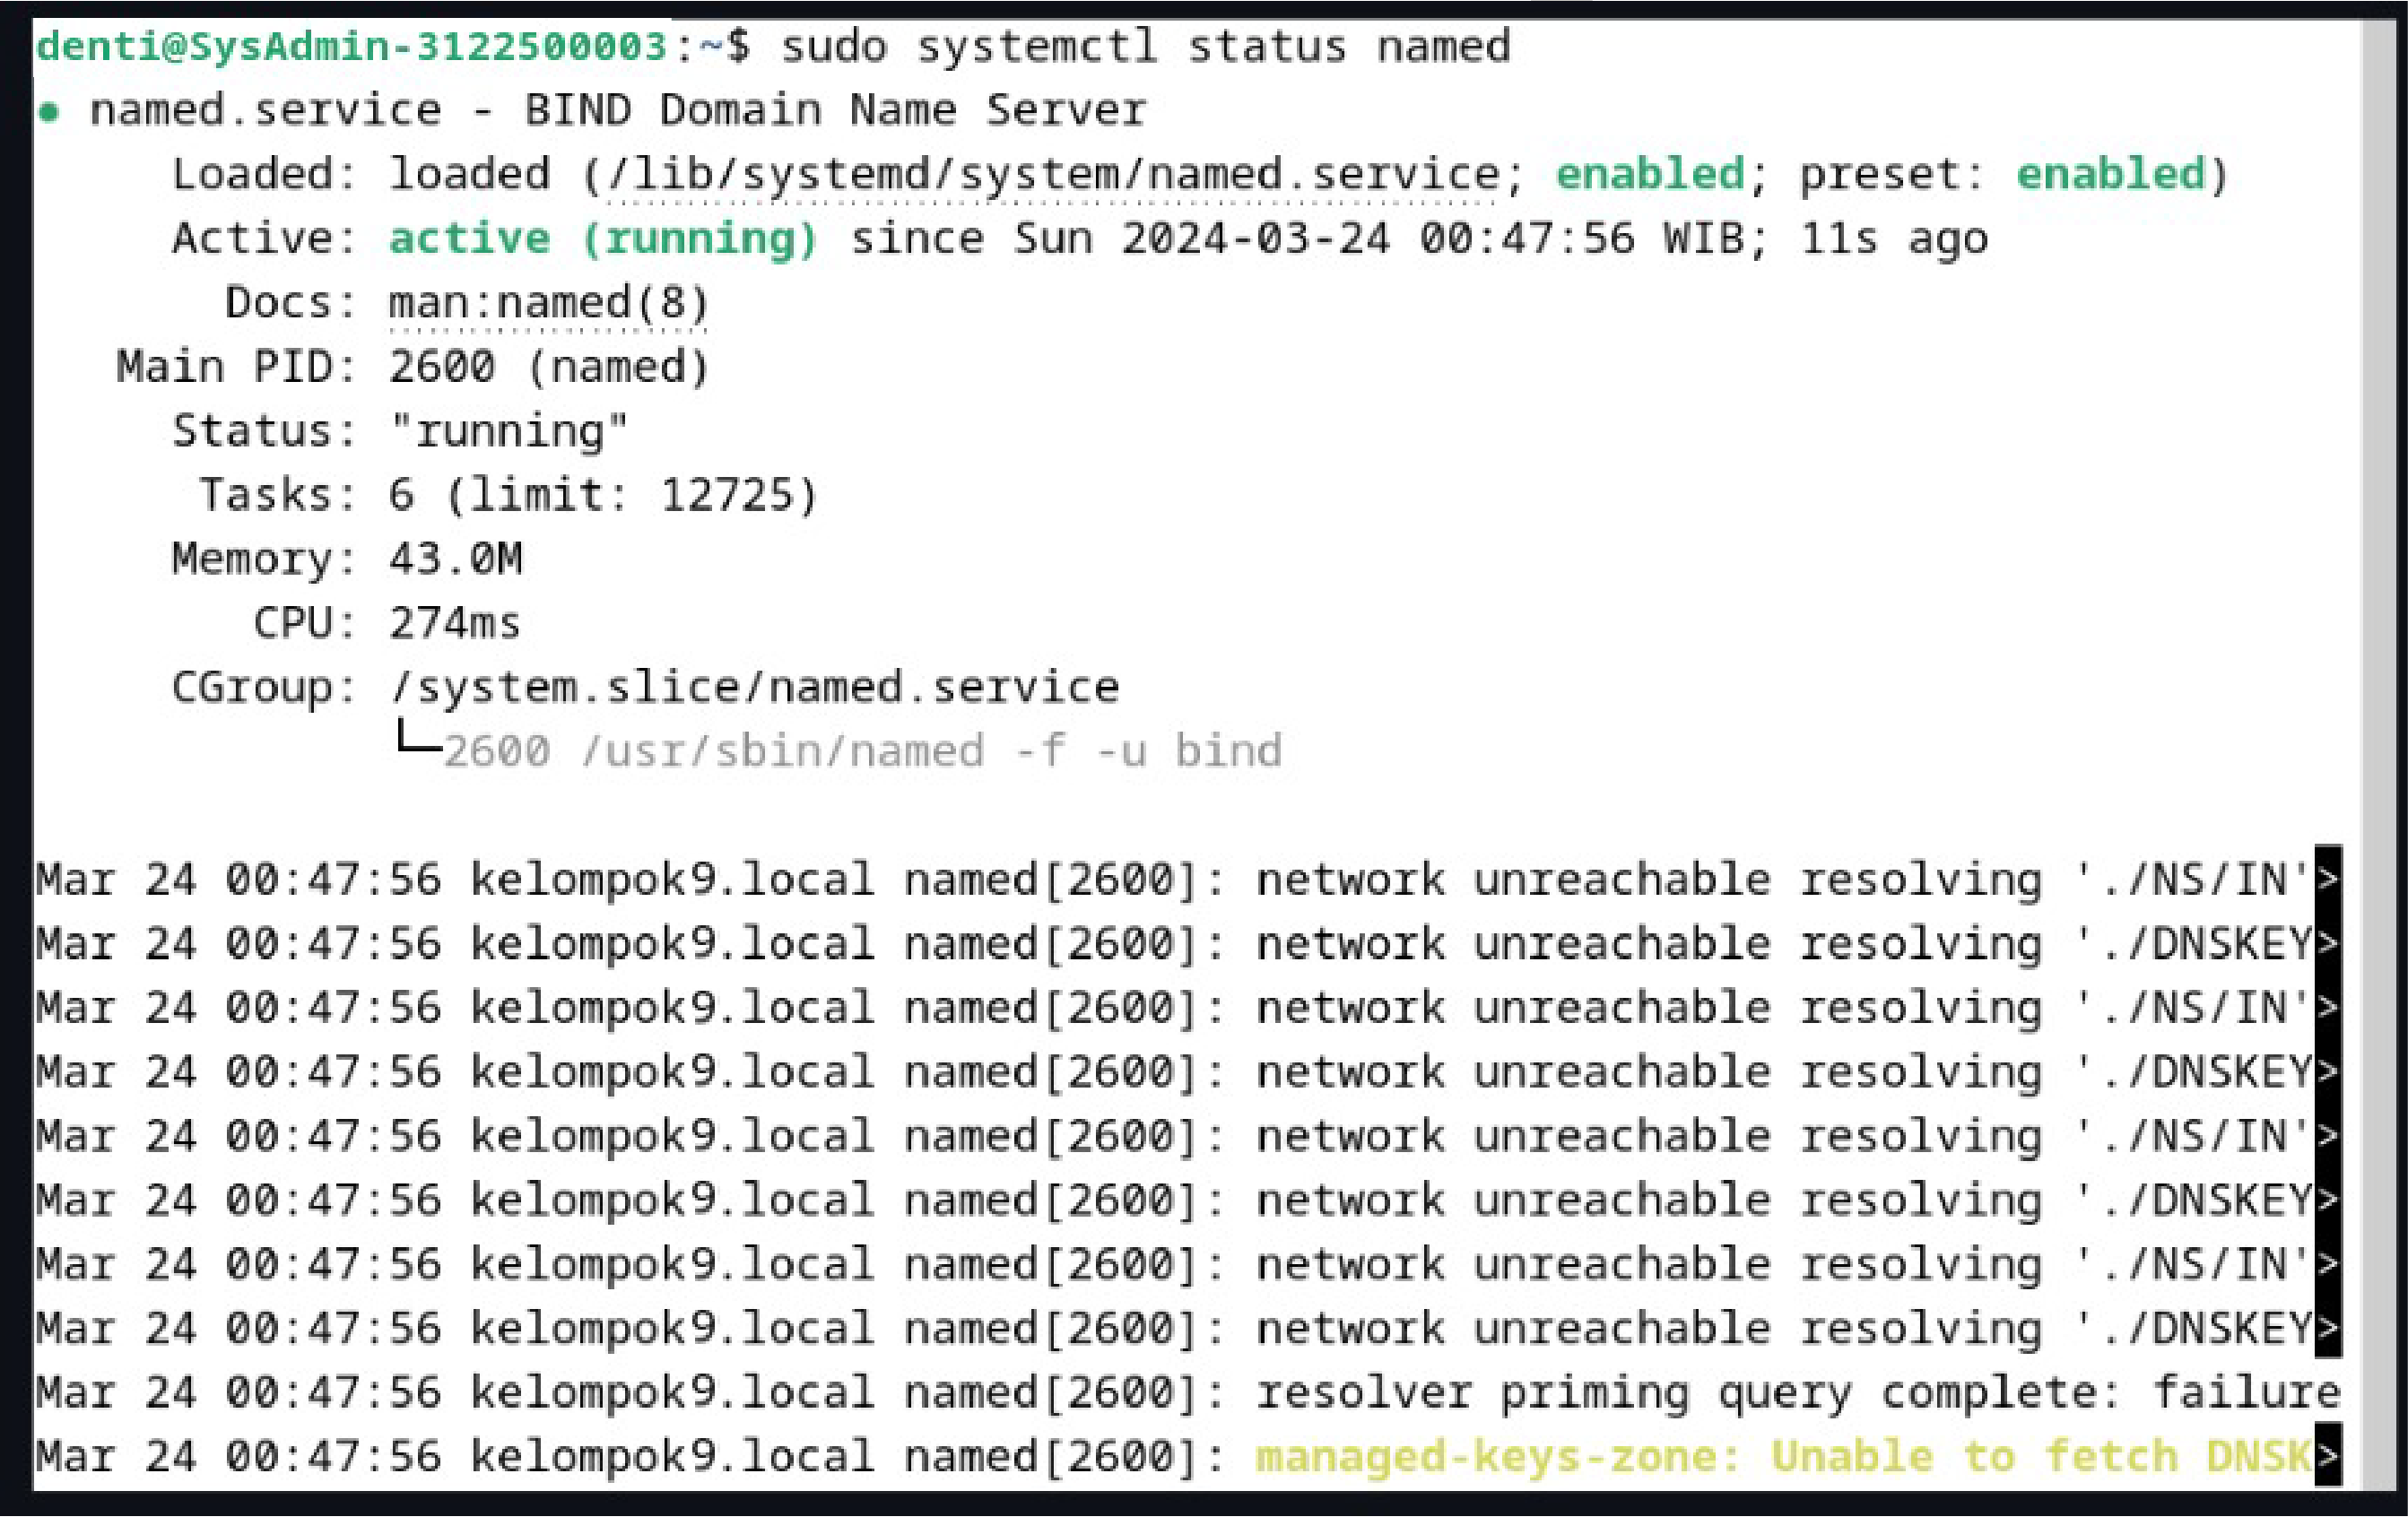 denti@SysAdmin-3122500003:~$ sudo systemctl status named
● named.service - BIND Domain Name Server
Loaded: loaded (/lib/systemd/system/named.service; enabled; preset: enabled)
Active: active (running) since Sun 2024-03-24 00:47:56 WIB; 11s ago
Docs: man:named(8)
Main PID: 2600 (named)
Status: "running"
Tasks: 6 (limit: 12725)
Memory: 43.0M
CPU: 274ms
CGroup: /system.slice/named.service
└─2600 /usr/sbin/named -f -u bind
Mar 24 00:47:56 kelompok9.local named[2600]: network unreachable resolving './NS/IN'>
Mar 24 00:47:56 kelompok9.local named[2600]: network unreachable resolving './DNSKEY>
Mar 24 00:47:56 kelompok9.local named[2600]: network unreachable resolving './NS/IN'>
Mar 24 00:47:56 kelompok9.local named[2600]: network unreachable resolving './DNSKEY>
Mar 24 00:47:56 kelompok9.local named[2600]: network unreachable resolving './NS/IN'>
Mar 24 00:47:56 kelompok9.local named[2600]: network unreachable resolving './DNSKEY>
Mar 24 00:47:56 kelompok9.local named[2600]: network unreachable resolving './NS/IN'>
Mar 24 00:47:56 kelompok9.local named[2600]: network unreachable resolving './DNSKEY>
Mar 24 00:47:56 kelompok9.local named[2600]: resolver priming query complete: failure
Mar 24 00:47:56 kelompok9.local named[2600]: managed-keys-zone: Unable to fetch DNSK>